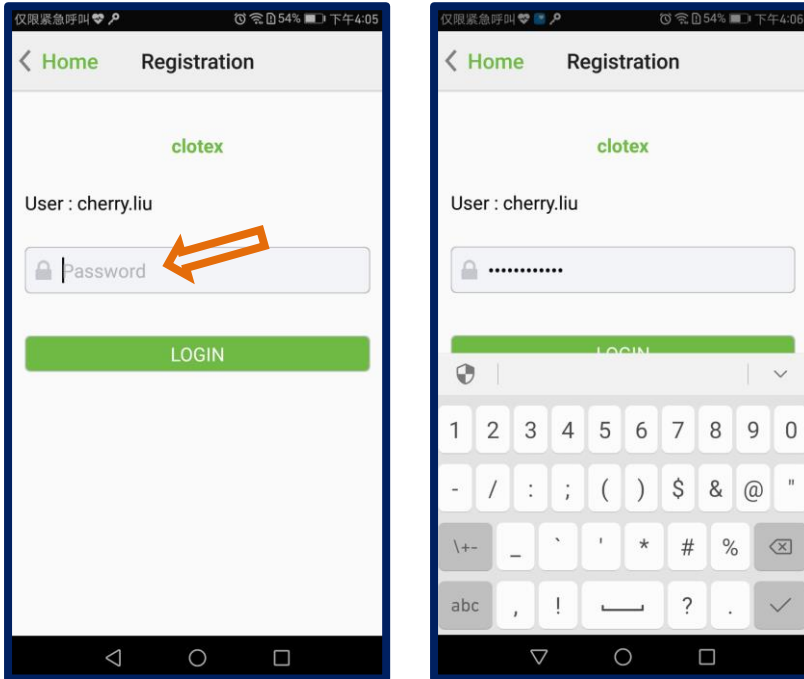 仅限紧急呼叫 54% 下午4:05
Home Registration
clotex
User : cherry.liu
Password
LOGIN
仅限紧急呼叫 54% 下午4:06
Home Registration
clotex
User : cherry.liu
••••••••••••
LOGIN
1 2 3 4 5 6 7 8 9 0
- / : ; ( ) $ & @ "
\+- _ ` ' * # %
abc , ! ? .